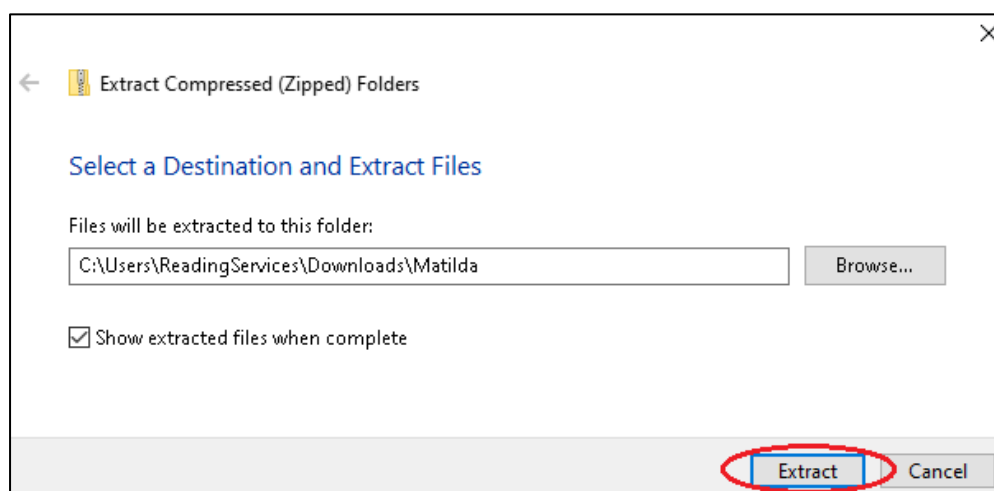 Extract Compressed (Zipped) Folders
Select a Destination and Extract Files
Files will be extracted to this folder:
C:\Users\ReadingServices\Downloads\Matilda
Browse...
Show extracted files when complete
Extract
Cancel